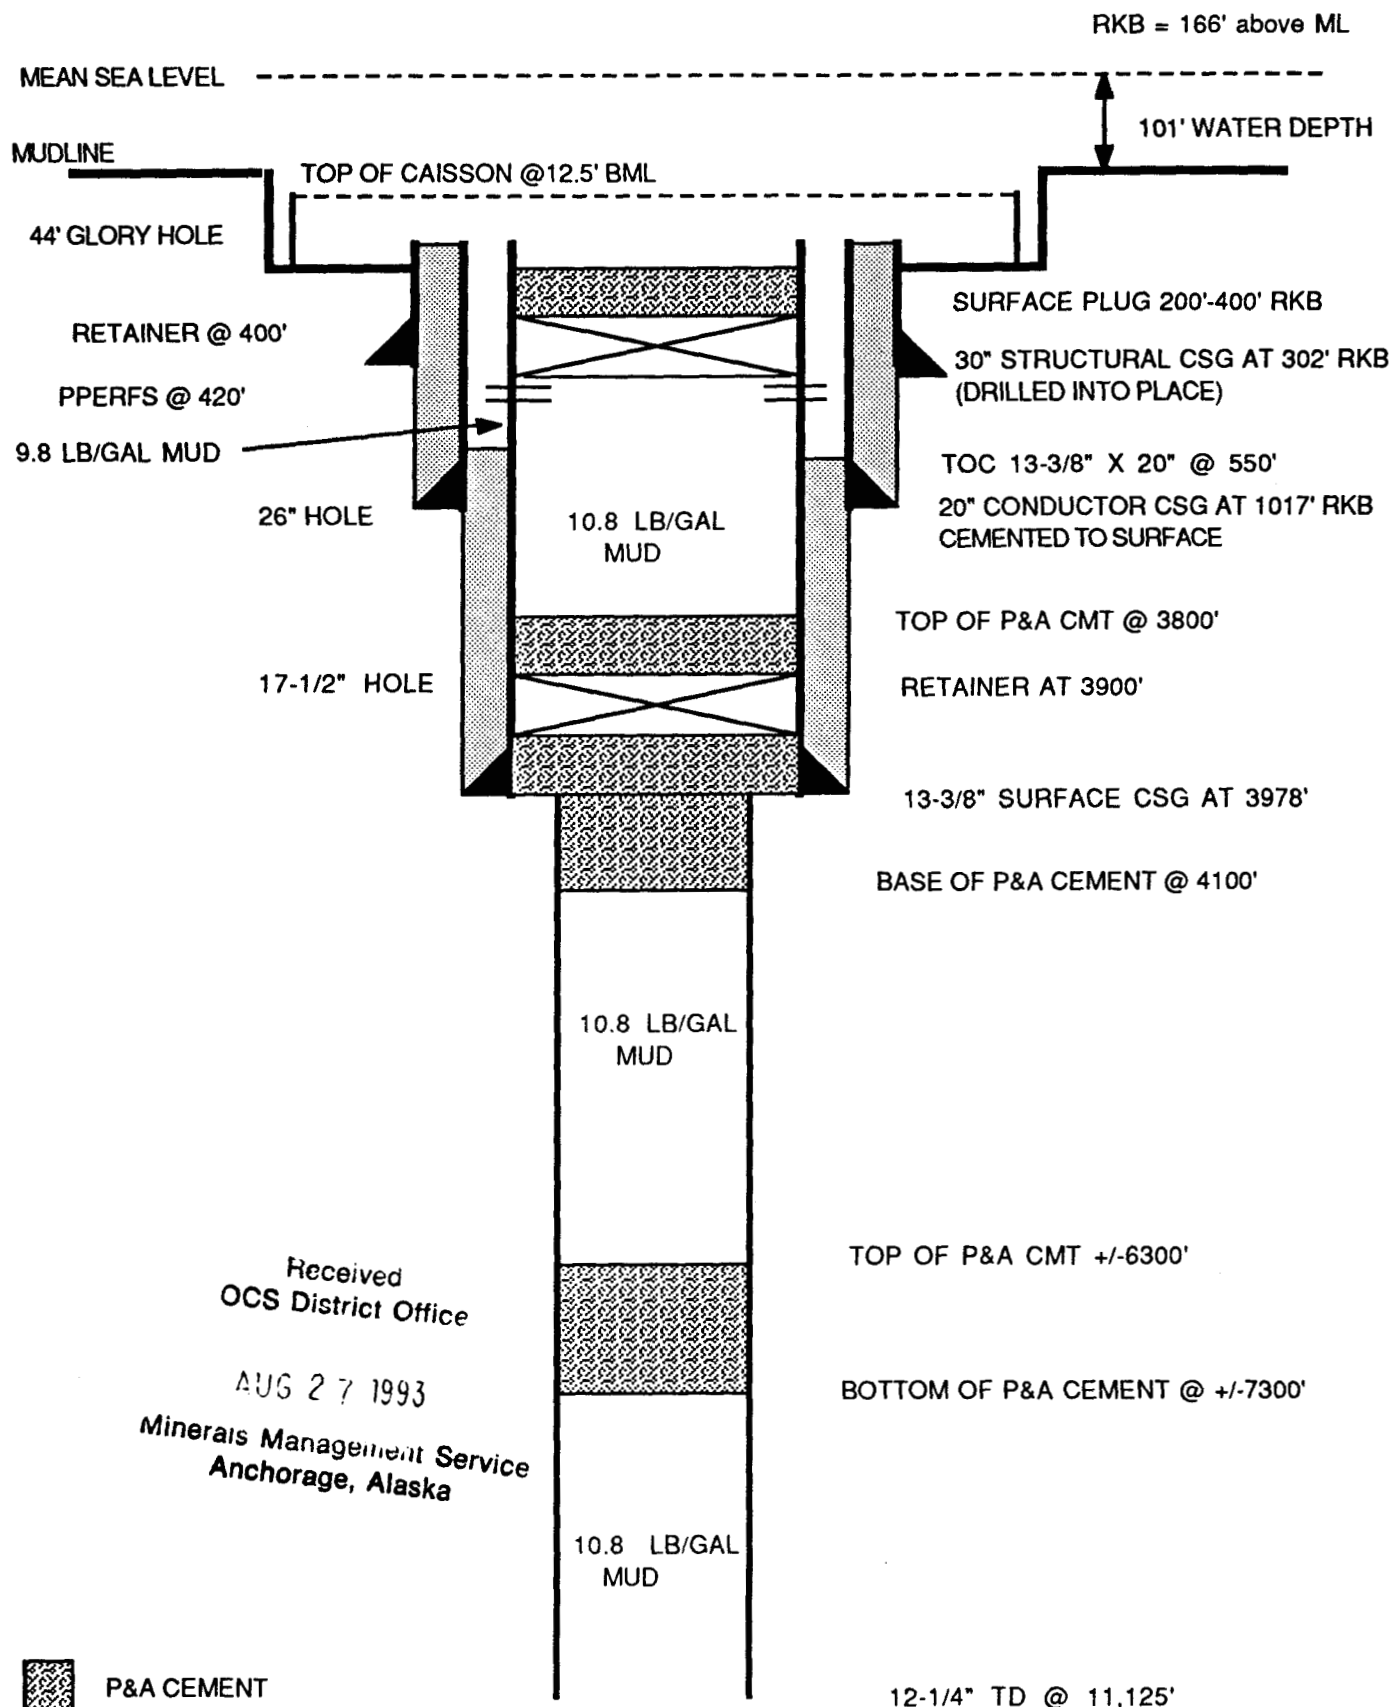 RKB = 166' above ML
MEAN SEA LEVEL
101' WATER DEPTH
MUDLINE
TOP OF CAISSON @12.5' BML
44' GLORY HOLE
SURFACE PLUG 200'-400' RKB
RETAINER @ 400'
30" STRUCTURAL CSG AT 302' RKB
(DRILLED INTO PLACE)
PPERFS @ 420'
9.8 LB/GAL MUD
TOC 13-3/8" X 20" @ 550'
26" HOLE
20" CONDUCTOR CSG AT 1017' RKB
CEMENTED TO SURFACE
10.8 LB/GAL
MUD
TOP OF P&A CMT @ 3800'
17-1/2" HOLE
RETAINER AT 3900'
13-3/8" SURFACE CSG AT 3978'
BASE OF P&A CEMENT @ 4100'
10.8 LB/GAL
MUD
TOP OF P&A CMT +/-6300'
Received
OCS District Office
AUG 27 1993
Minerals Management Service
Anchorage, Alaska
BOTTOM OF P&A CEMENT @ +/-7300'
10.8 LB/GAL
MUD
P&A CEMENT
12-1/4" TD @ 11,125'